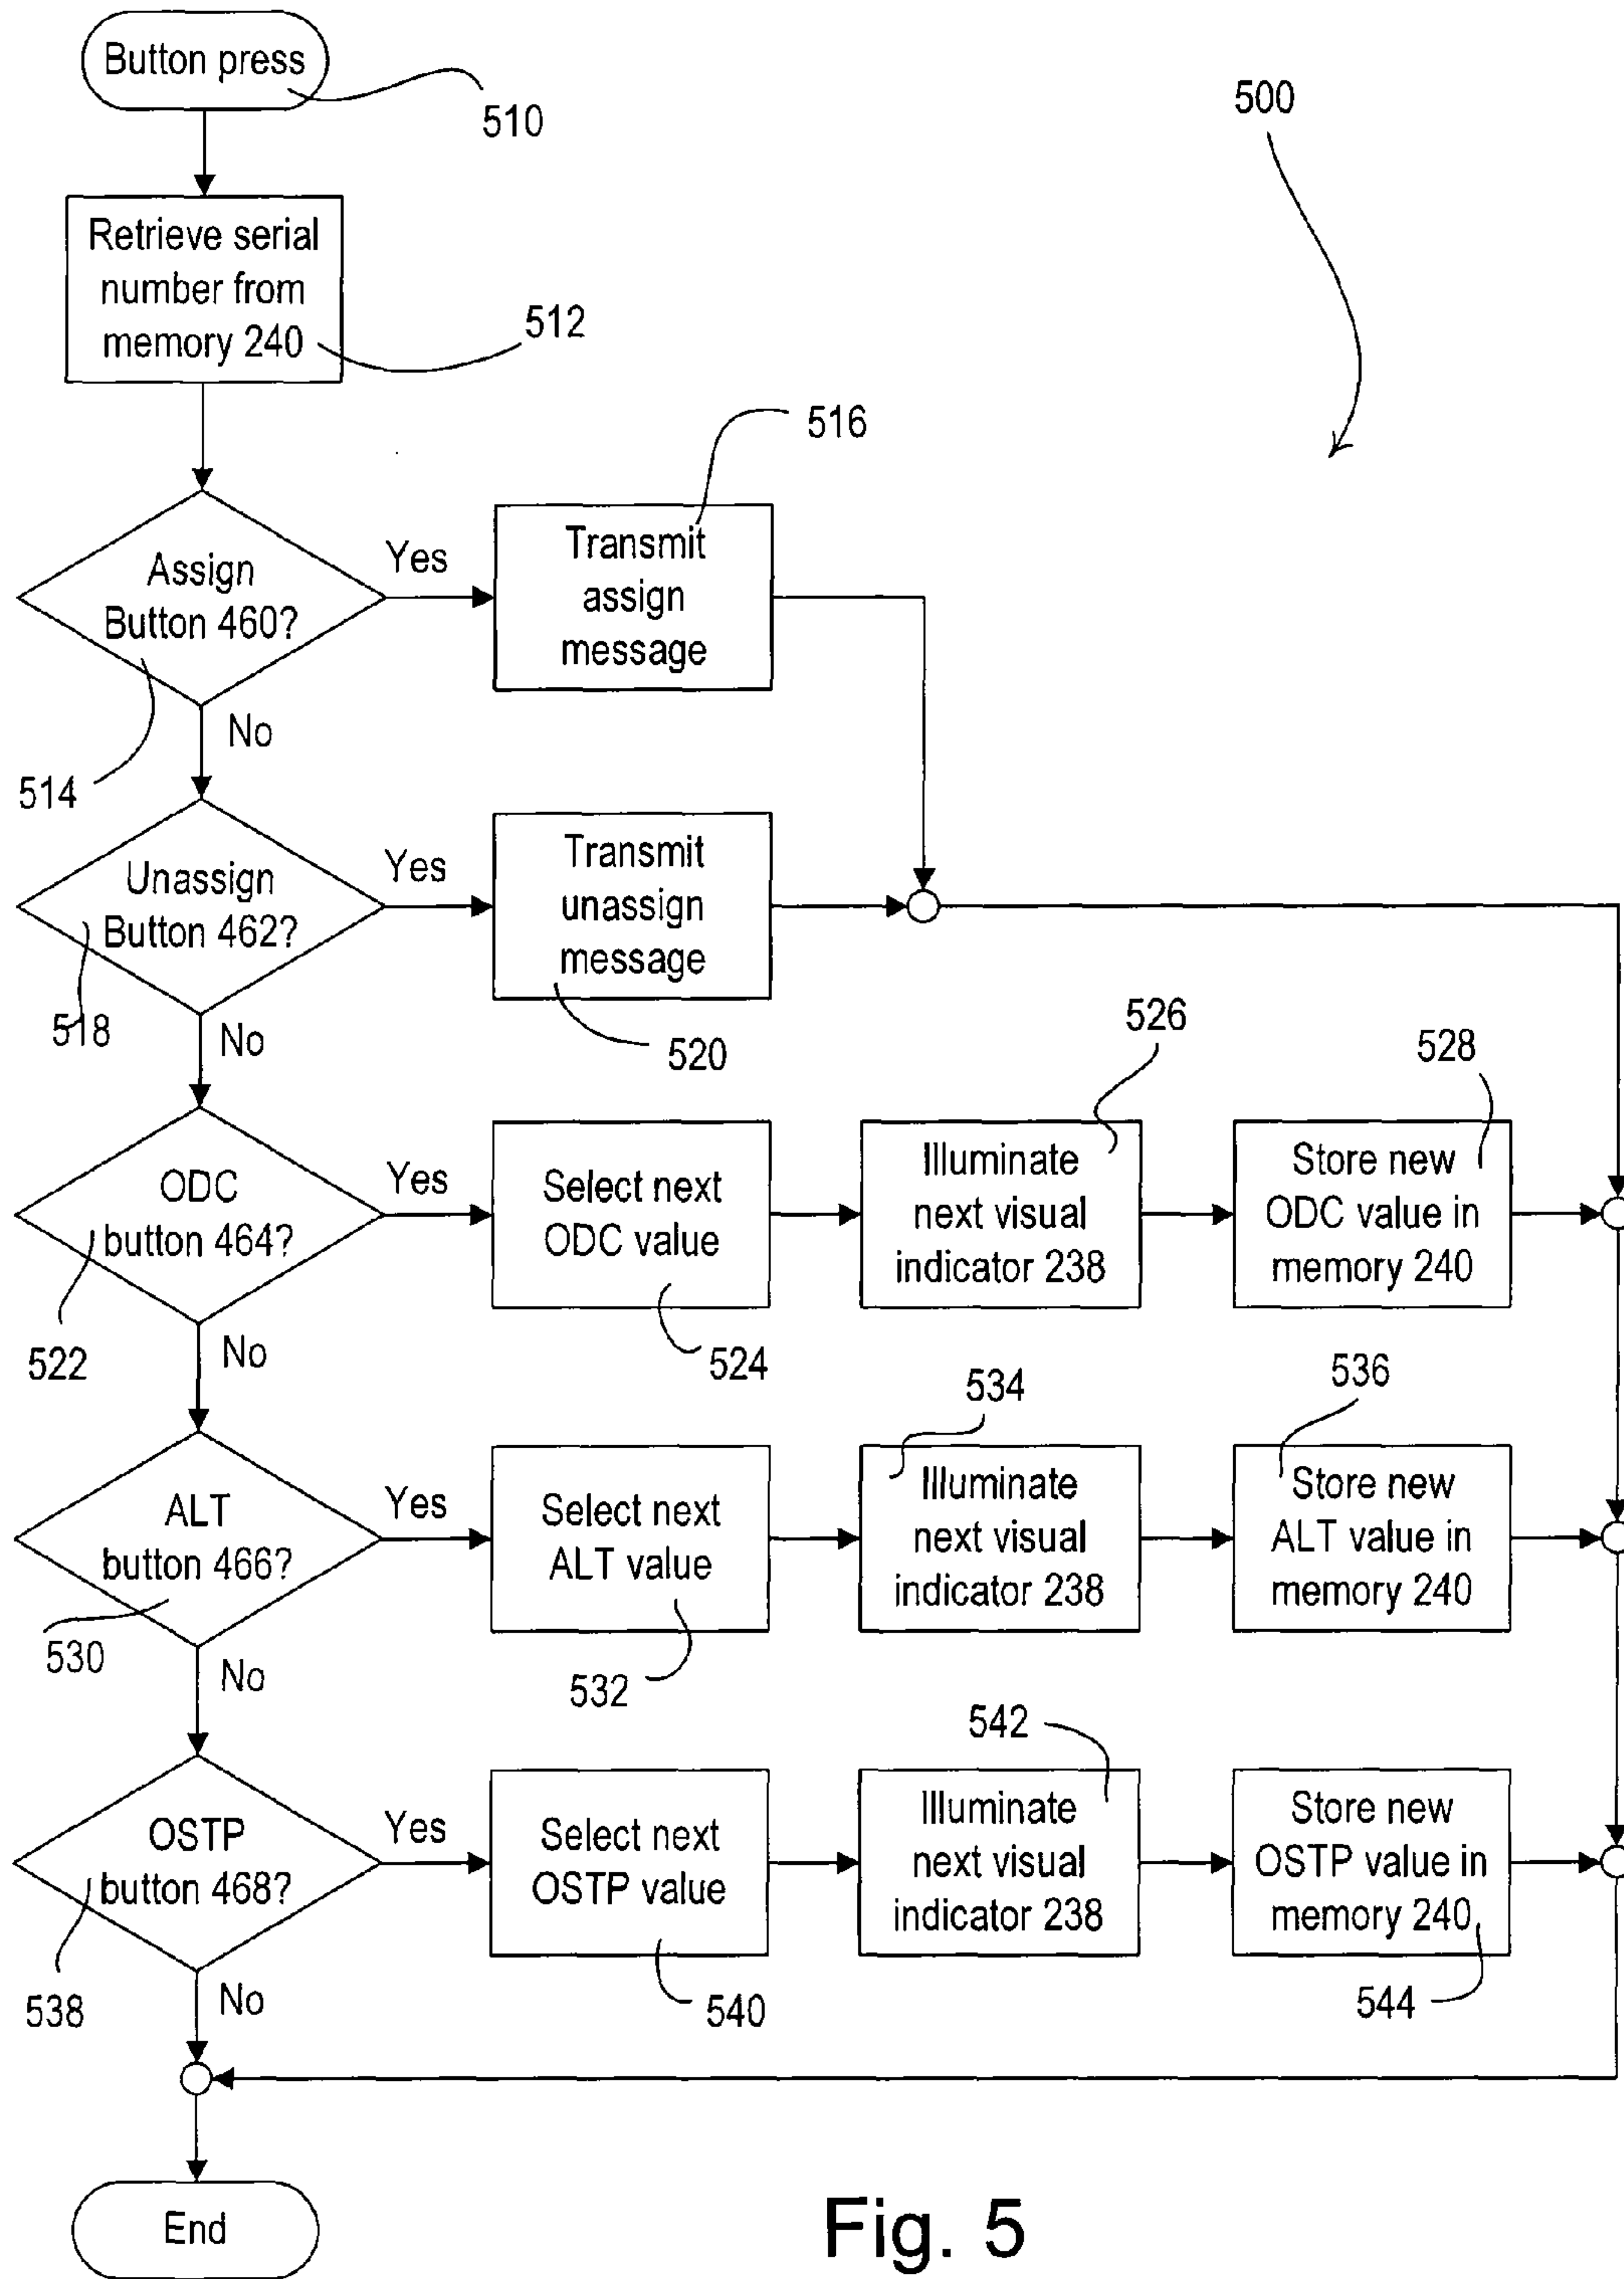 Button press
510
500
Retrieve serial
number from
memory 240
512
516
Assign
Button 460?
Yes
Transmit
assign
message
No
514
Unassign
Button 462?
Yes
Transmit
unassign
message
518
No
520
526
528
ODC
button 464?
Yes
Select next
ODC value
Illuminate
next visual
indicator 238
Store new
ODC value in
memory 240
522
No
524
534
536
ALT
button 466?
Yes
Select next
ALT value
Illuminate
next visual
indicator 238
Store new
ALT value in
memory 240
530
No
532
542
OSTP
button 468?
Yes
Select next
OSTP value
Illuminate
next visual
indicator 238
Store new
OSTP value in
memory 240
538
No
540
544
End
Fig. 5